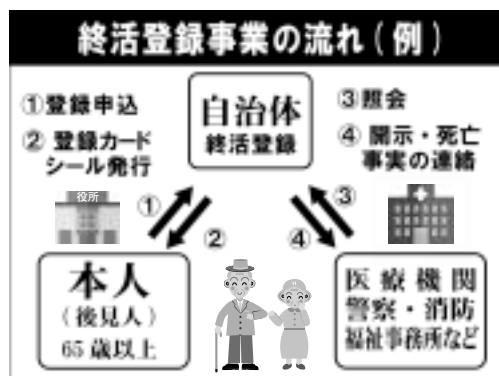 終活登録事業の流れ(例)
①登録申込
② 登録カード
シール発行
自治体
終活登録
③照会
④ 開示・死亡
事実の連絡
役所
①
②
③
④
本人
(後見人)
65歳以上
医療機関
警察・消防
福祉事務所など